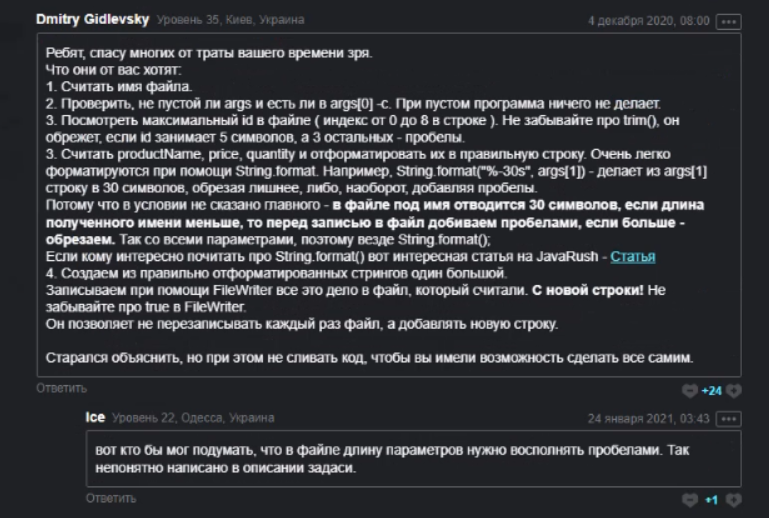 Dmitry Gidlevsky Уровень 35, Киев, Украина 4 декабря 2020, 08:00
Ребят, спасу многих от траты вашего времени зря.
Что они от вас хотят:
1. Считать имя файла.
2. Проверить, не пустой ли args и есть ли в args[0] -c. При пустом программа ничего не делает.
3. Посмотреть максимальный id в файле ( индекс от 0 до 8 в строке ). Не забывайте про trim(), он
обрежет, если id занимает 5 символов, а 3 остальных - пробелы.
3. Считать productName, price, quantity и отформатировать их в правильную строку. Очень легко
форматируются при помощи String.format. Например, String.format("%-30s", args[1]) - делает из args[1]
строку в 30 символов, обрезая лишнее, либо, наоборот, добавляя пробелы.
Потому что в условии не сказано главного - в файле под имя отводится 30 символов, если длина
полученного имени меньше, то перед записью в файл добиваем пробелами, если больше -
обрезаем. Так со всеми параметрами, поэтому везде String.format();
Если кому интересно почитать про String.format() вот интересная статья на JavaRush - Статья
4. Создаем из правильно отформатированных стрингов один большой.
Записываем при помощи FileWriter все это дело в файл, который считали. С новой строки! Не
забывайте про true в FileWriter.
Он позволяет не перезаписывать каждый раз файл, а добавлять новую строку.
Старался объяснить, но при этом не сливать код, чтобы вы имели возможность сделать все самим.
Ответить +24
Ice Уровень 22, Одесса, Украина 24 января 2021, 03:43
вот кто бы мог подумать, что в файле длину параметров нужно восполнять пробелами. Так
непонятно написано в описании задаси.
Ответить +1